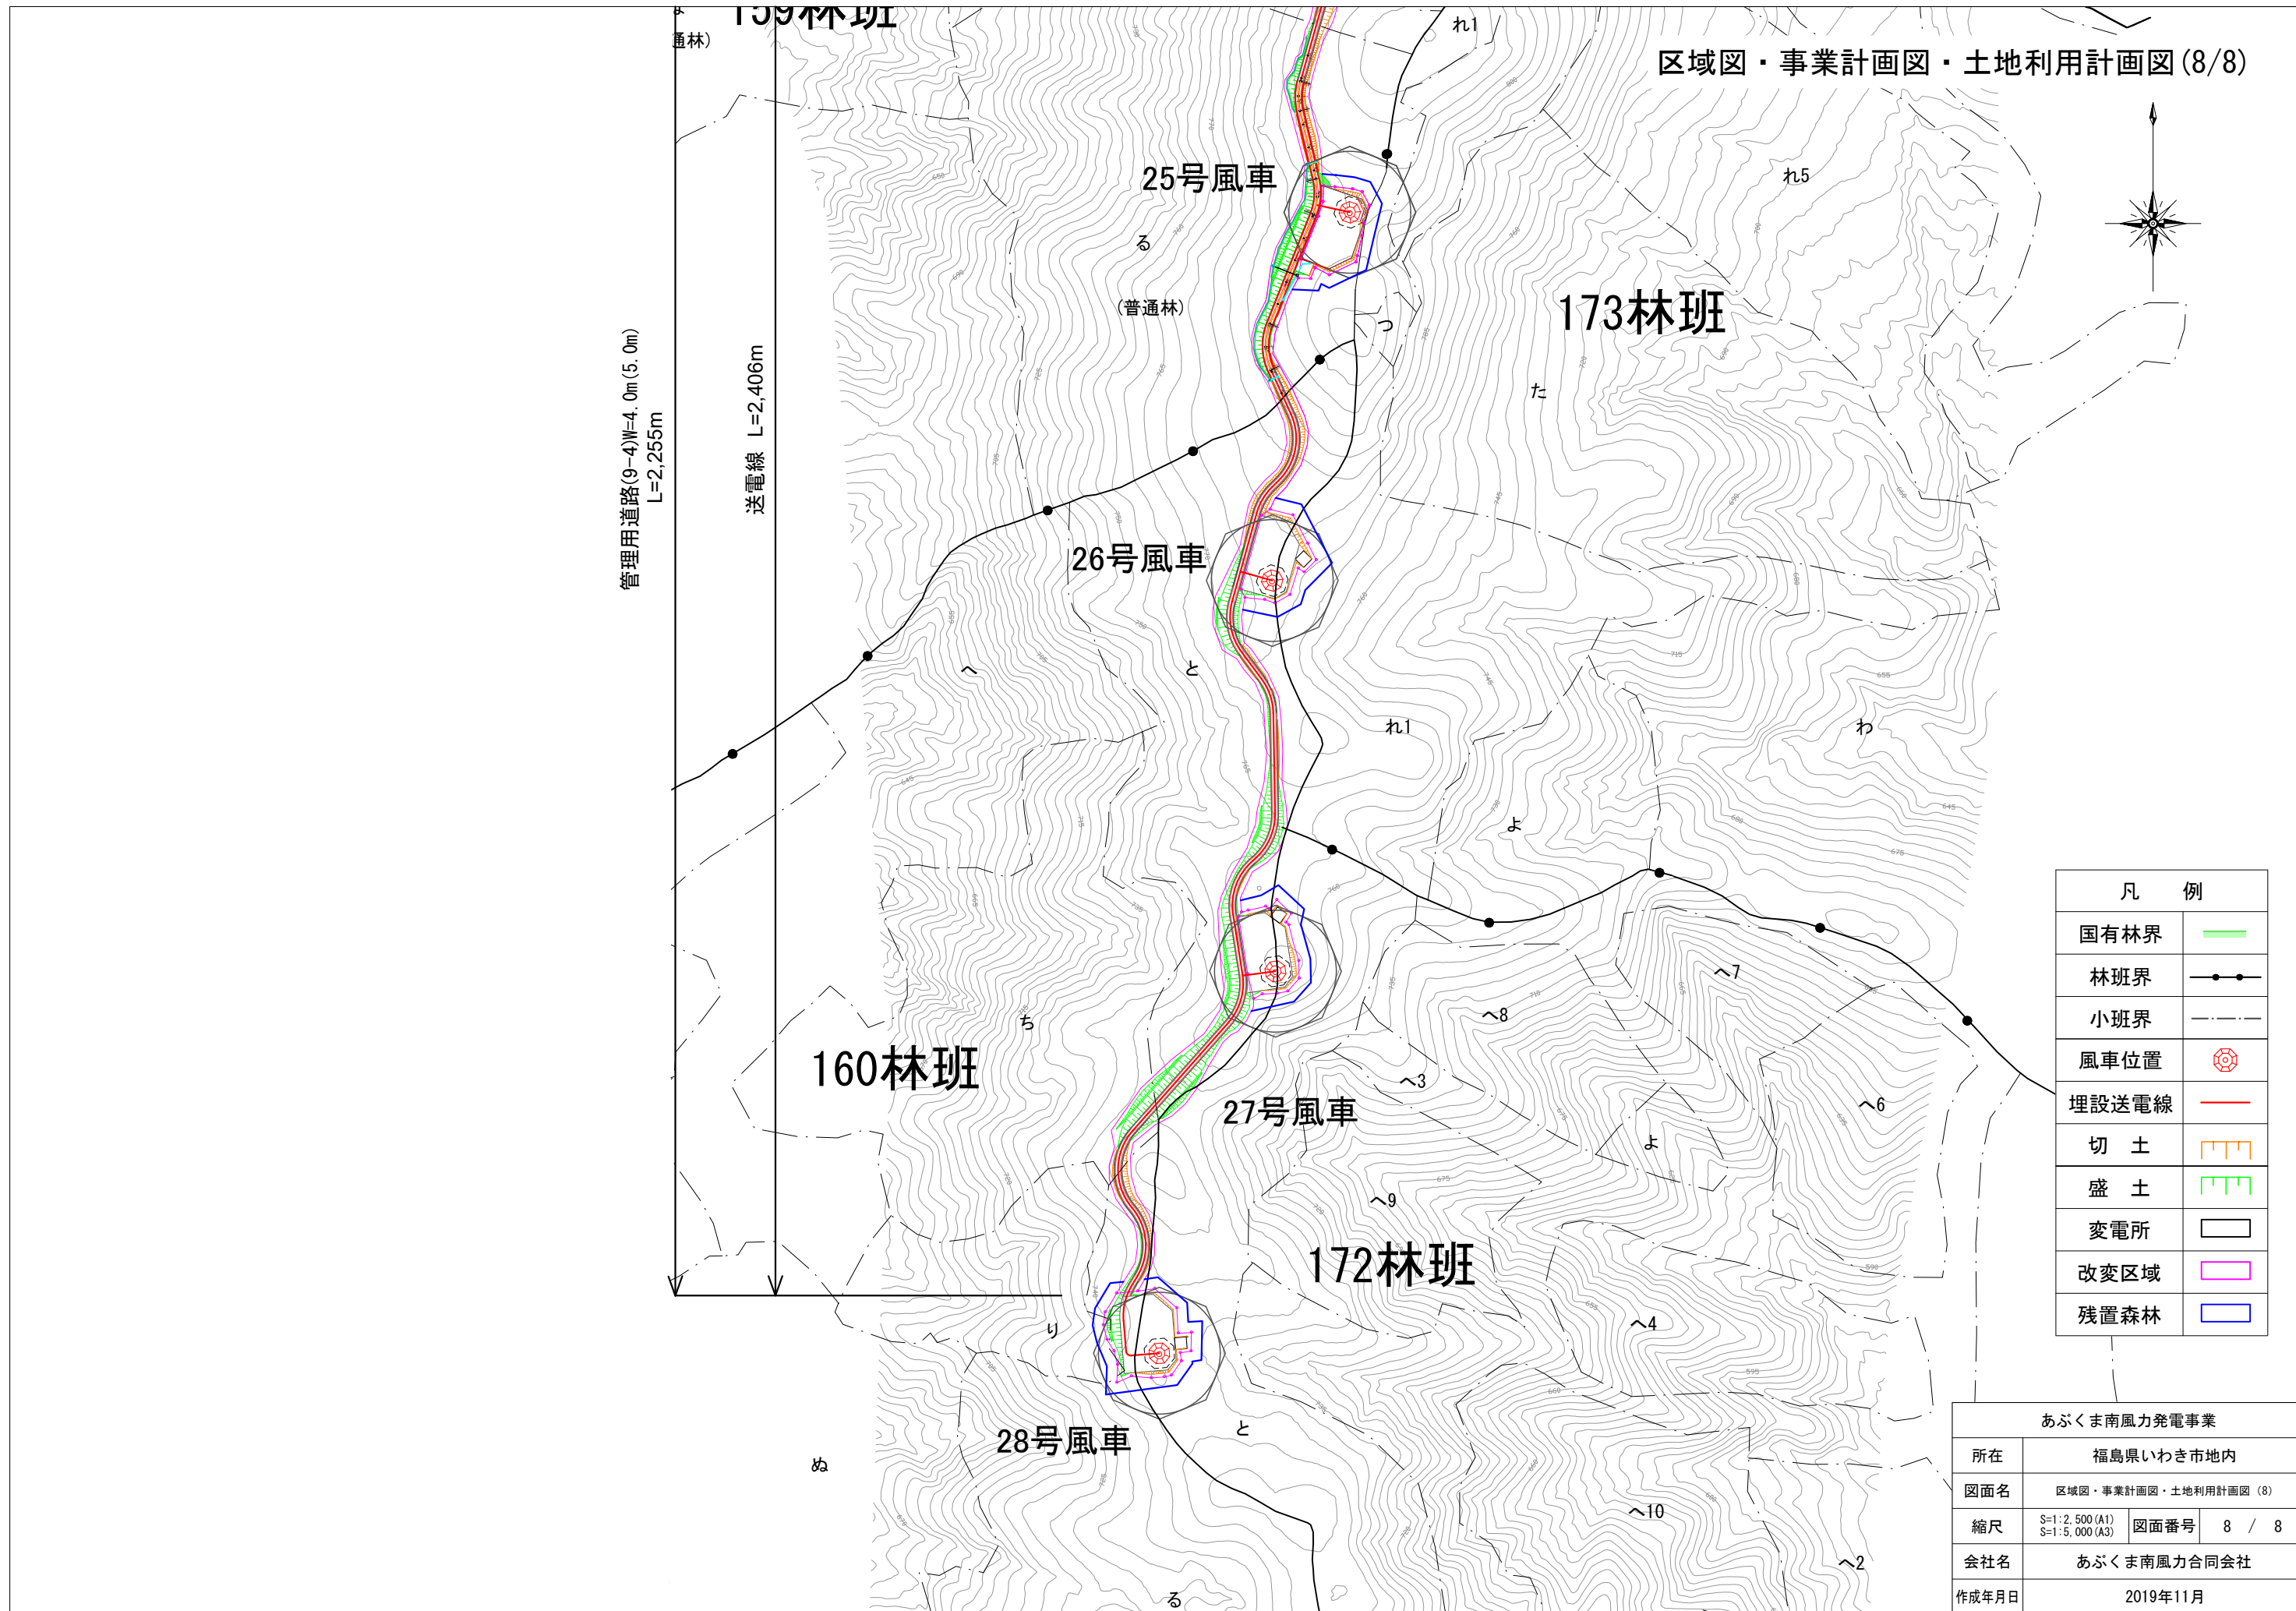 159林班
通林)
れ1
区域図・事業計画図・土地利用計画図(8/8)
25号風車
れ5
る
(普通林)
173林班
つ
た
管理用道路(9-4)W=4.0m(5.0m)
L=2,255m
送電線 L=2,406m
26号風車
へ
と
れ1
わ
よ
へ7
へ8
ち
160林班
へ3
27号風車
へ6
よ
へ9
172林班
り
へ4
28号風車
と
ぬ
へ10
へ2
る
凡 例
国有林界
林班界
小班界
風車位置
埋設送電線
切 土
盛 土
変電所
改変区域
残置森林
あぶくま南風力発電事業
所在 福島県いわき市地内
図面名 区域図・事業計画図・土地利用計画図 (8)
縮尺 S=1:2,500(A1) 図面番号 8 / 8
S=1:5,000(A3)
会社名 あぶくま南風力合同会社
作成年月日 2019年11月